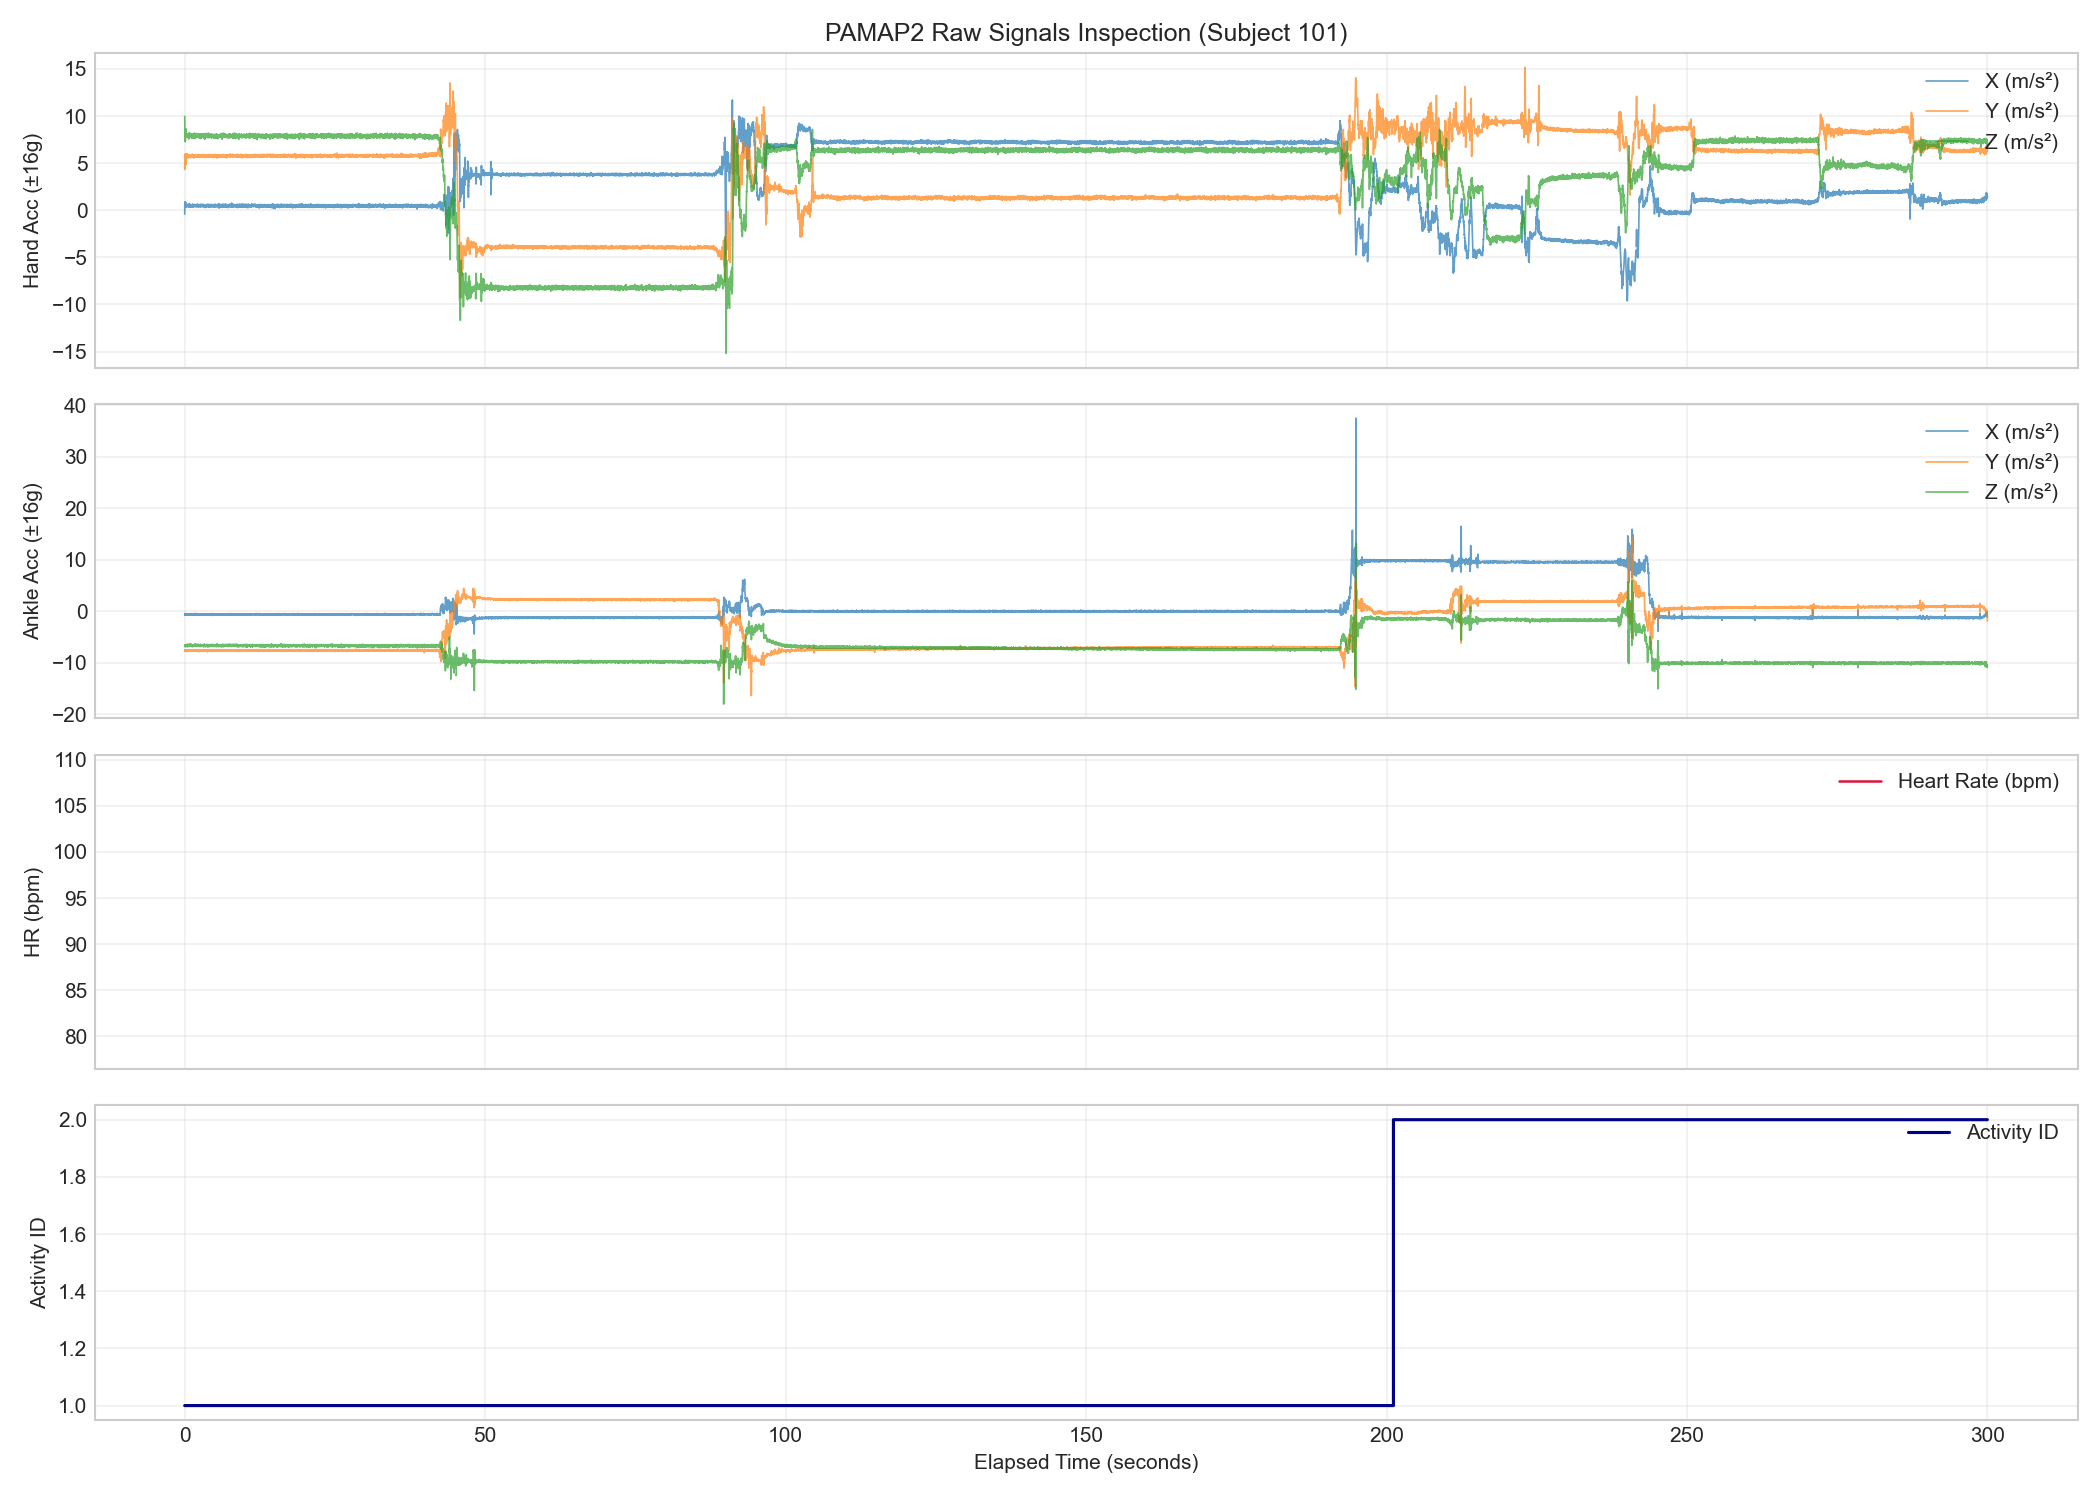 PAMAP2 Raw Signals Inspection (Subject 101)
Hand Acc (±16g)
15
10
5
0
−5
−10
−15
X (m/s²)
Y (m/s²)
Z (m/s²)
Ankle Acc (±16g)
40
30
20
10
0
−10
−20
X (m/s²)
Y (m/s²)
Z (m/s²)
HR (bpm)
110
105
100
95
90
85
80
Heart Rate (bpm)
Activity ID
2.0
1.8
1.6
1.4
1.2
1.0
Activity ID
0 50 100 150 200 250 300
Elapsed Time (seconds)